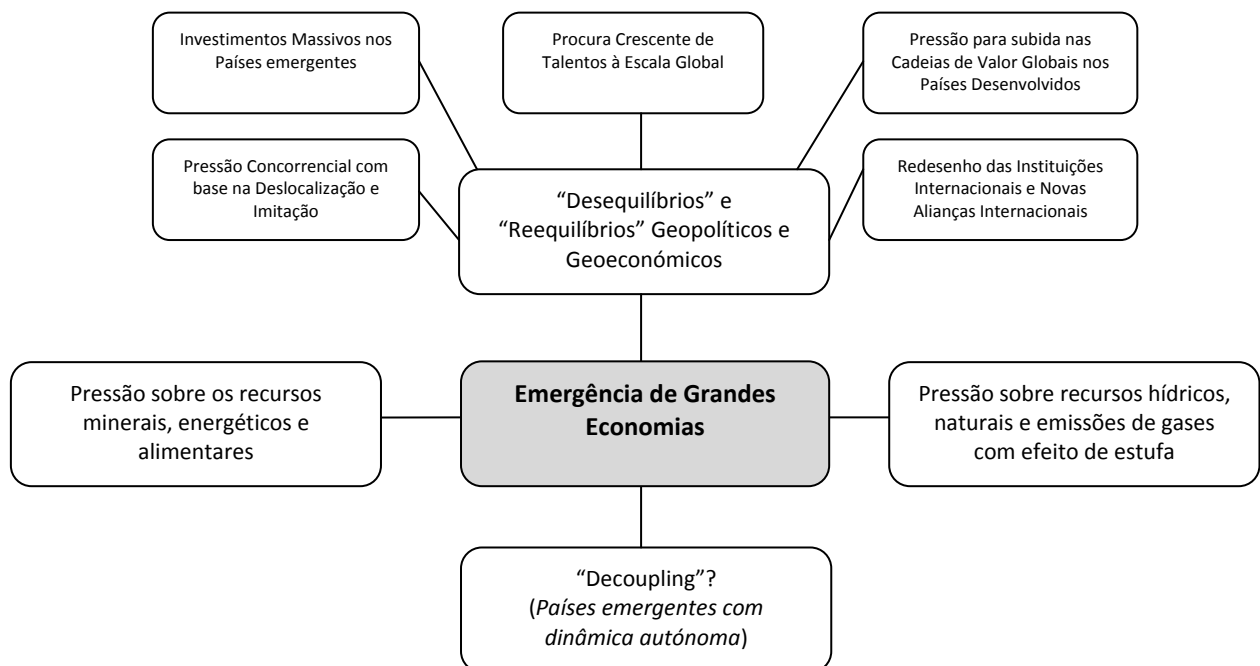 Investimentos Massivos nos
Países emergentes
Procura Crescente de
Talentos à Escala Global
Pressão para subida nas
Cadeias de Valor Globais nos
Países Desenvolvidos
Pressão Concorrencial com
base na Deslocalização e
Imitação
“Desequilíbrios” e
“Reequilíbrios” Geopolíticos e
Geoeconómicos
Redesenho das Instituições
Internacionais e Novas
Alianças Internacionais
Pressão sobre os recursos
minerais, energéticos e
alimentares
Emergência de Grandes
Economias
Pressão sobre recursos hídricos,
naturais e emissões de gases
com efeito de estufa
“Decoupling”?
(Países emergentes com
dinâmica autónoma)